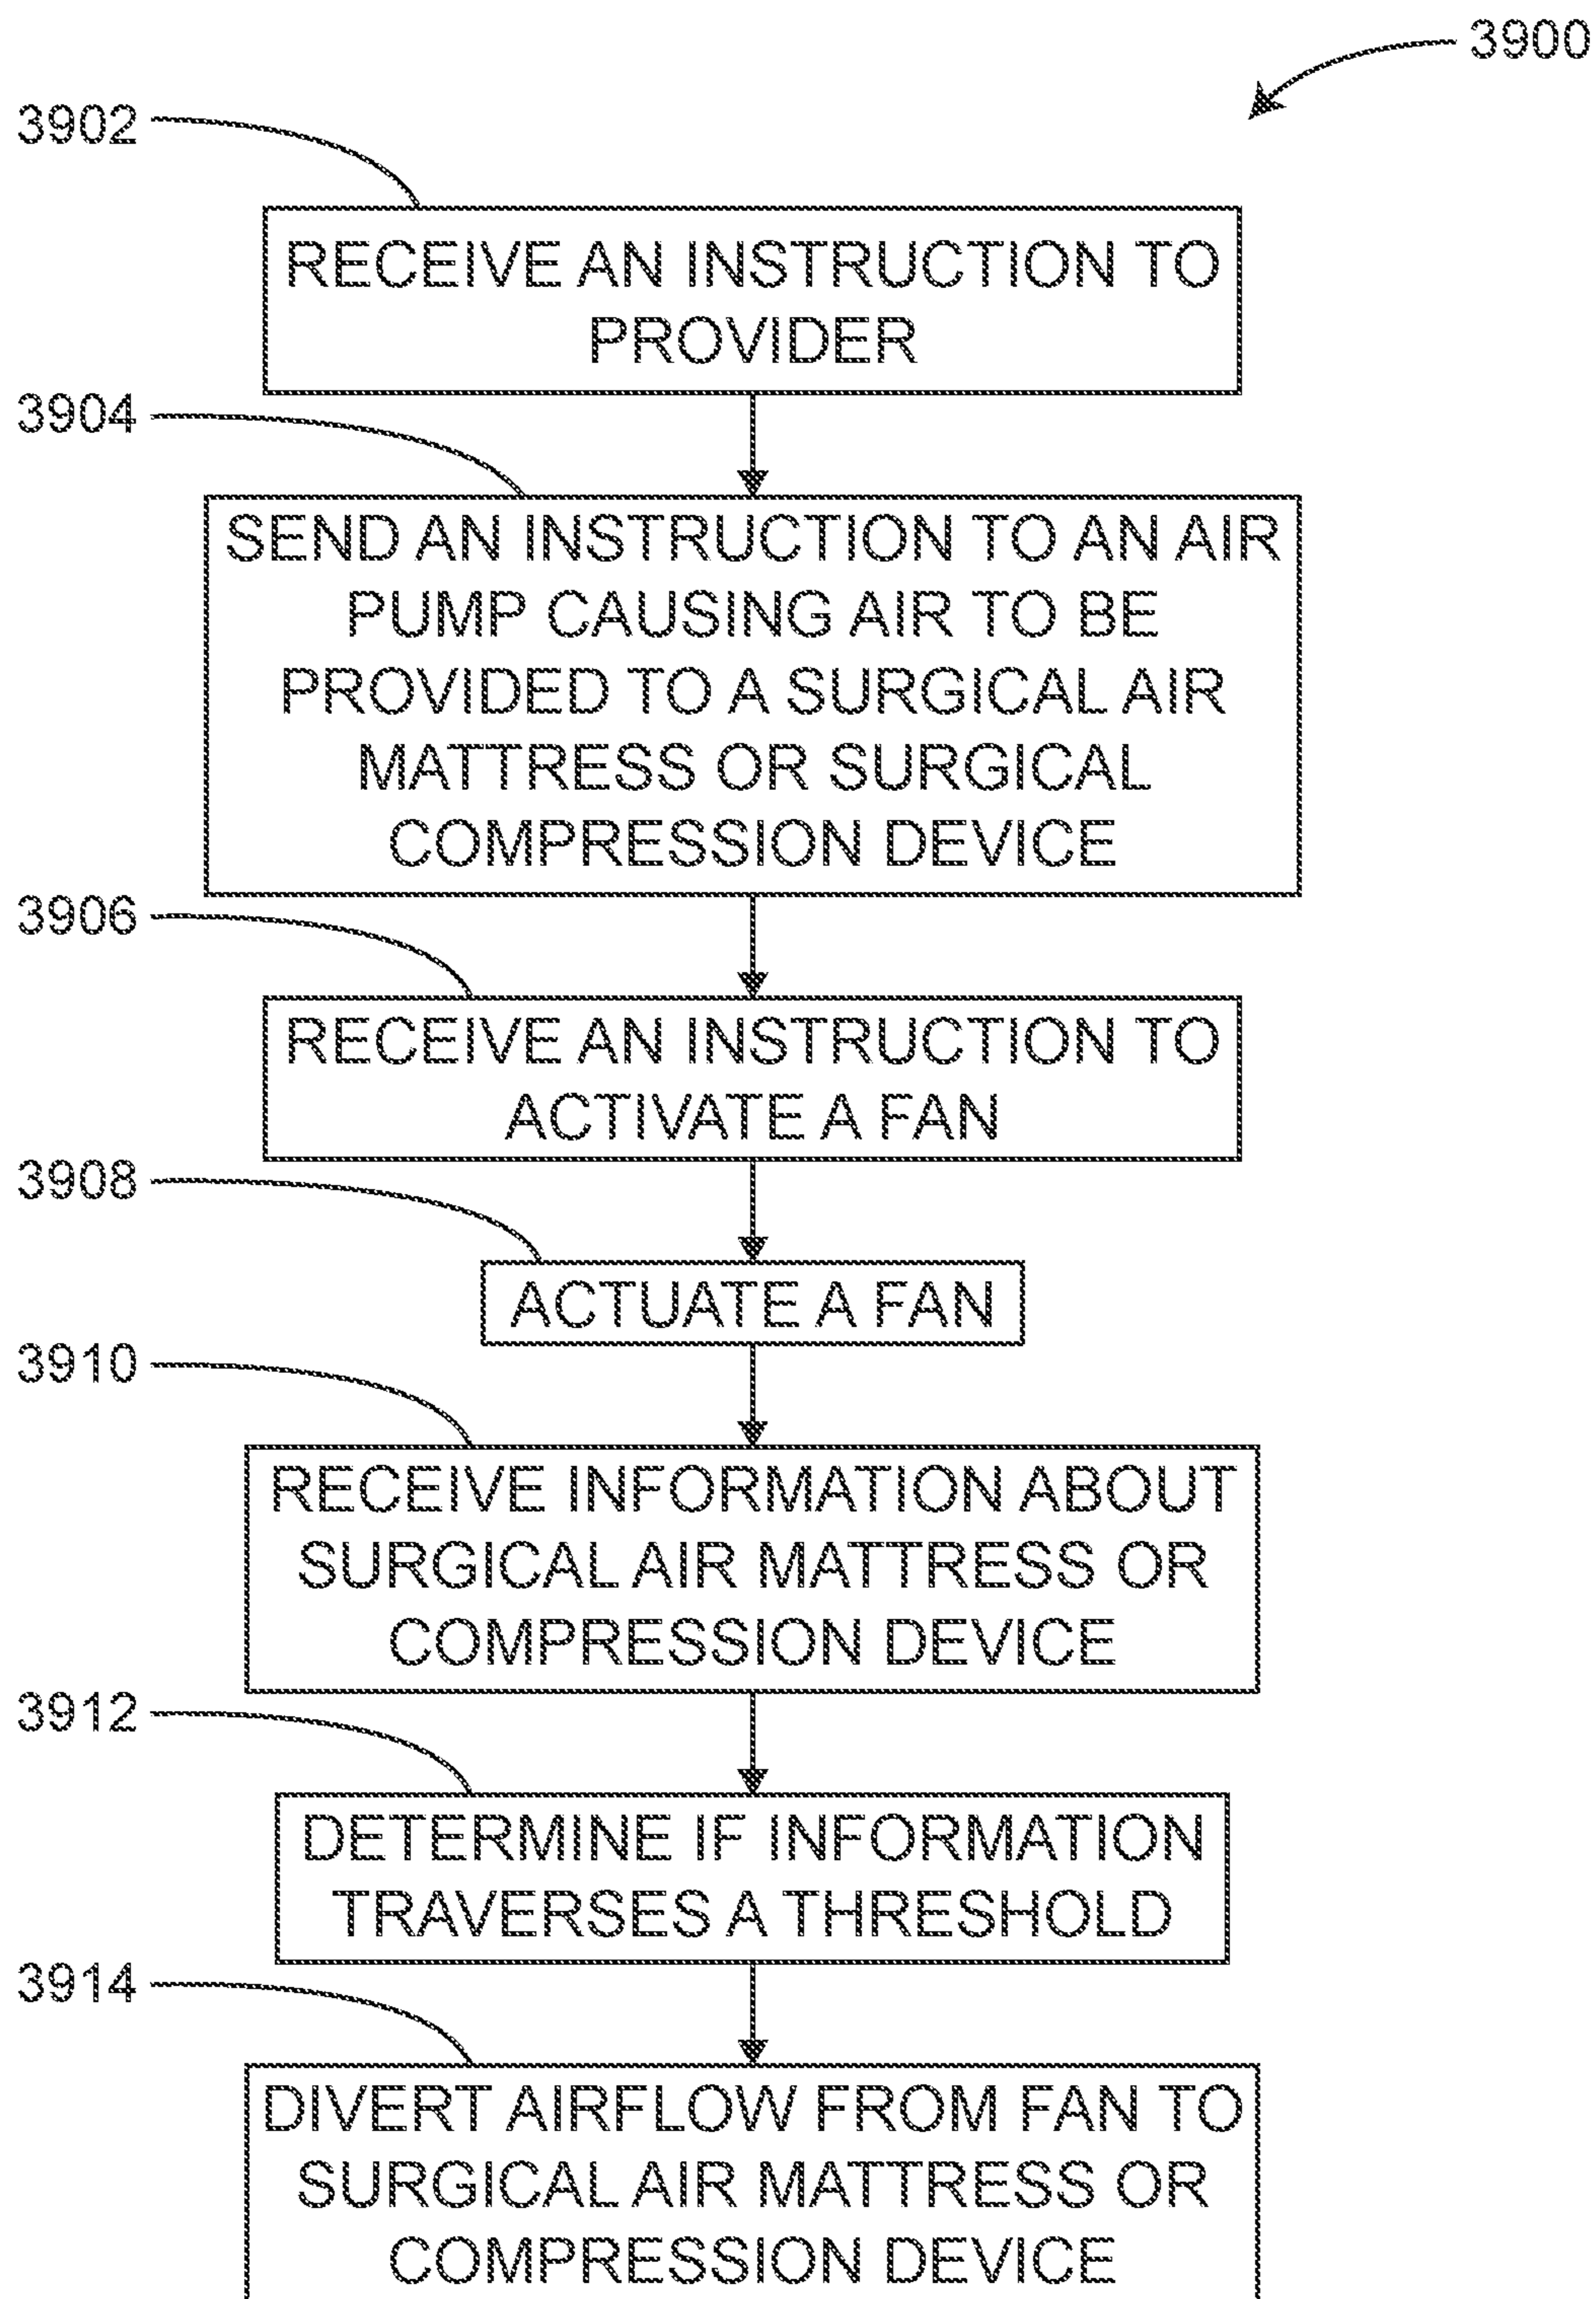 3900
3902
RECEIVE AN INSTRUCTION TO
PROVIDER
3904
SEND AN INSTRUCTION TO AN AIR
PUMP CAUSING AIR TO BE
PROVIDED TO A SURGICAL AIR
MATTRESS OR SURGICAL
COMPRESSION DEVICE
3906
RECEIVE AN INSTRUCTION TO
ACTIVATE A FAN
3908
ACTUATE A FAN
3910
RECEIVE INFORMATION ABOUT
SURGICAL AIR MATTRESS OR
COMPRESSION DEVICE
3912
DETERMINE IF INFORMATION
TRAVERSES A THRESHOLD
3914
DIVERT AIRFLOW FROM FAN TO
SURGICAL AIR MATTRESS OR
COMPRESSION DEVICE